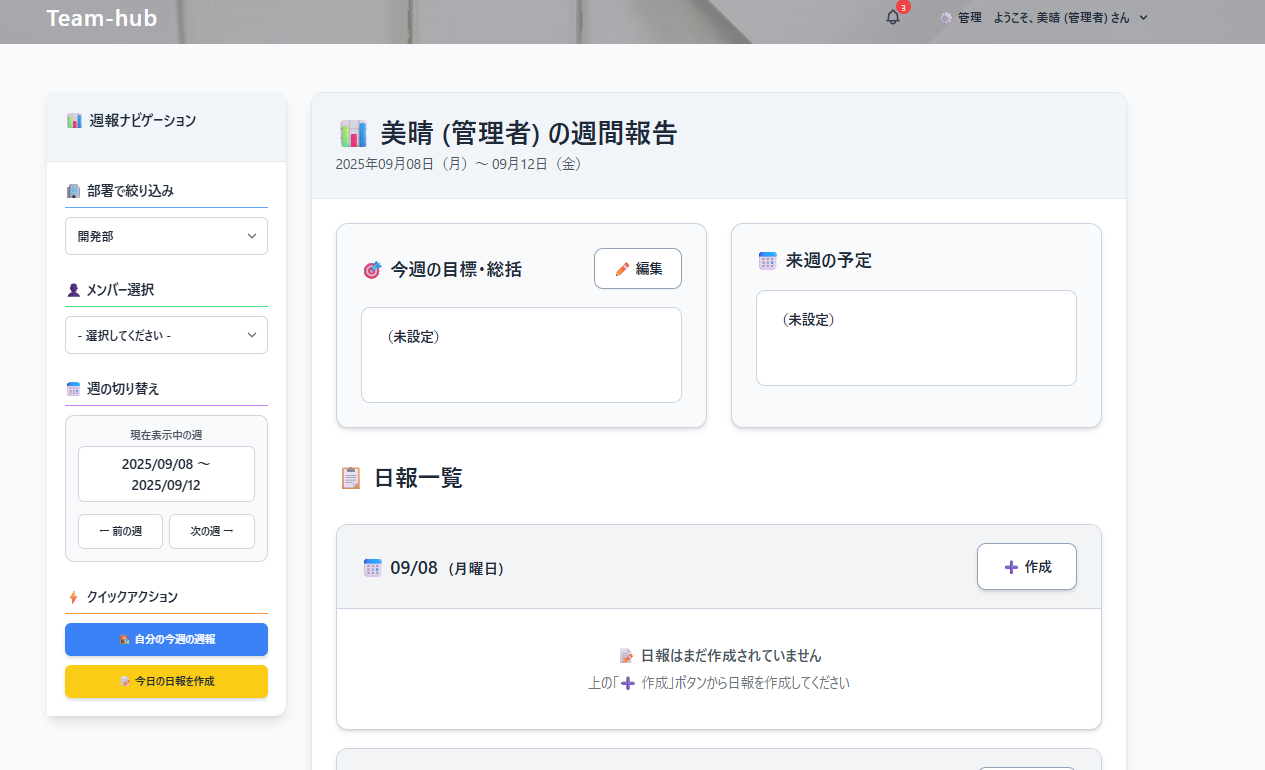 Team-hub
3
管理 ようこそ、美晴 (管理者) さん
週報ナビゲーション
部署で絞り込み
開発部
メンバー選択
- 選択してください -
週の切り替え
現在表示中の週
2025/09/08 ～
2025/09/12
← 前の週
次の週 →
クイックアクション
自分の今週の週報
今日の日報を作成
美晴 (管理者) の週間報告
2025年09月08日（月）～ 09月12日（金）
今週の目標・総括
編集
（未設定）
来週の予定
（未設定）
日報一覧
09/08 （月曜日）
➕ 作成
日報はまだ作成されていません
上の「➕ 作成」ボタンから日報を作成してください